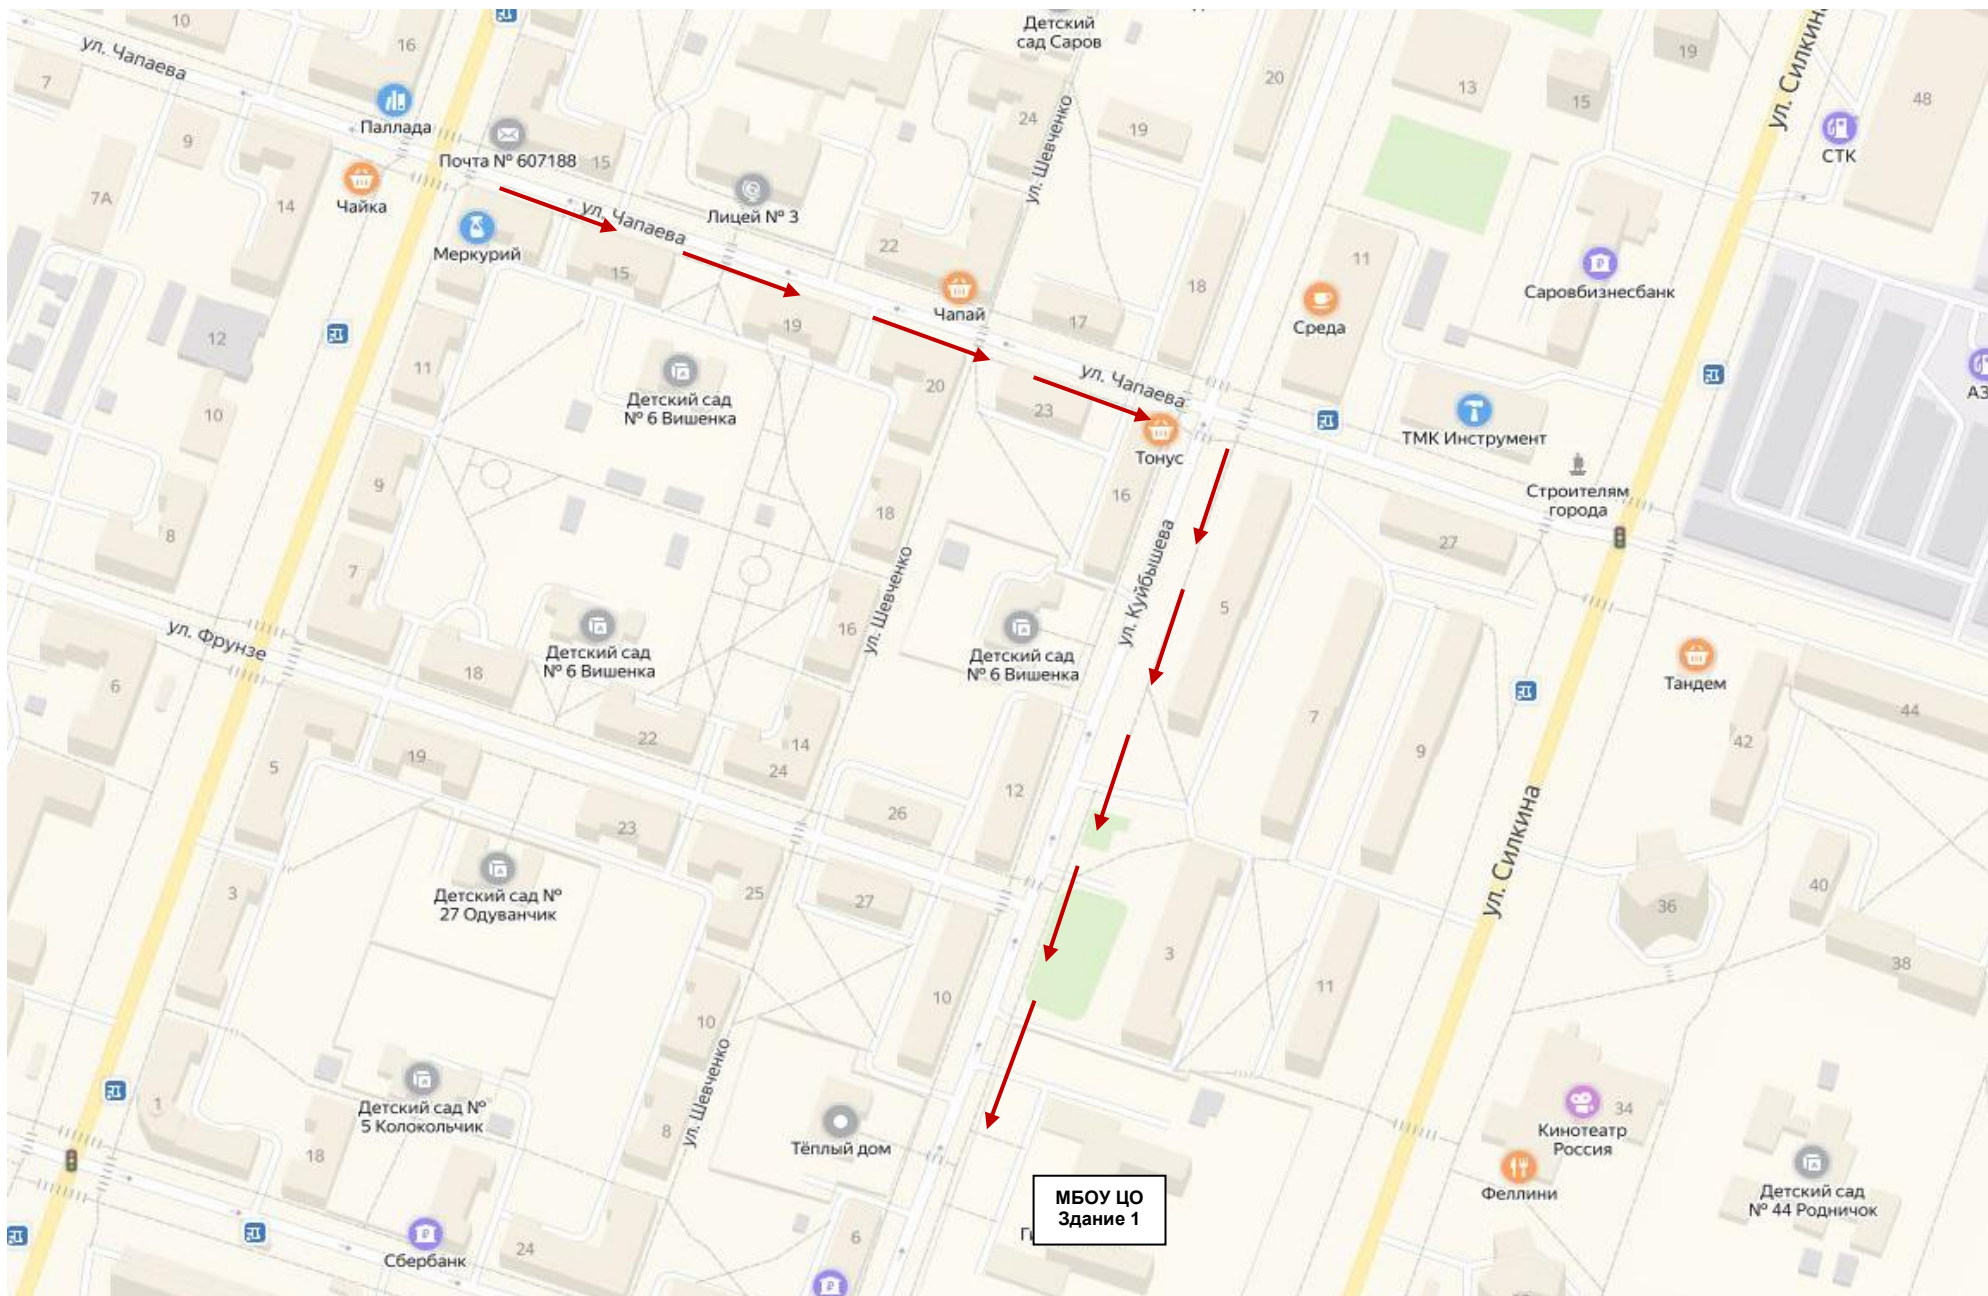 10
16
ул. Чапаева
7
9
7А
14
12
10
Паллада
Почта № 607188
15
Чайка
Меркурий
Лицей № 3
ул. Чапаева
15
19
22
Чапай
Детский
сад Саров
24
ул. Шевченко
19
17
20
18
13
15
19
ул. Силкина
СТК
48
11
Среда
Саровбизнесбанк
ул. Чапаева
23
Тонус
ТМК Инструмент
Строителям
города
27
11
Детский сад
№ 6 Вишенка
20
9
18
16
8
7
ул. Шевченко
ул. Куйбышева
5
ул. Фрунзе
6
18
Детский сад
№ 6 Вишенка
16
Детский сад
№ 6 Вишенка
Тандем
44
42
7
9
22
14
24
5
19
12
26
23
ул. Силкина
3
Детский сад №
27 Одуванчик
25
27
40
36
38
3
10
11
10
ул. Шевченко
1
Детский сад №
5 Колокольчик
8
18
Тёплый дом
Кинотеатр
Россия
34
Феллини
Детский сад
№ 44 Родничок
МБОУ ЦО
Здание 1
Сбербанк
24
6